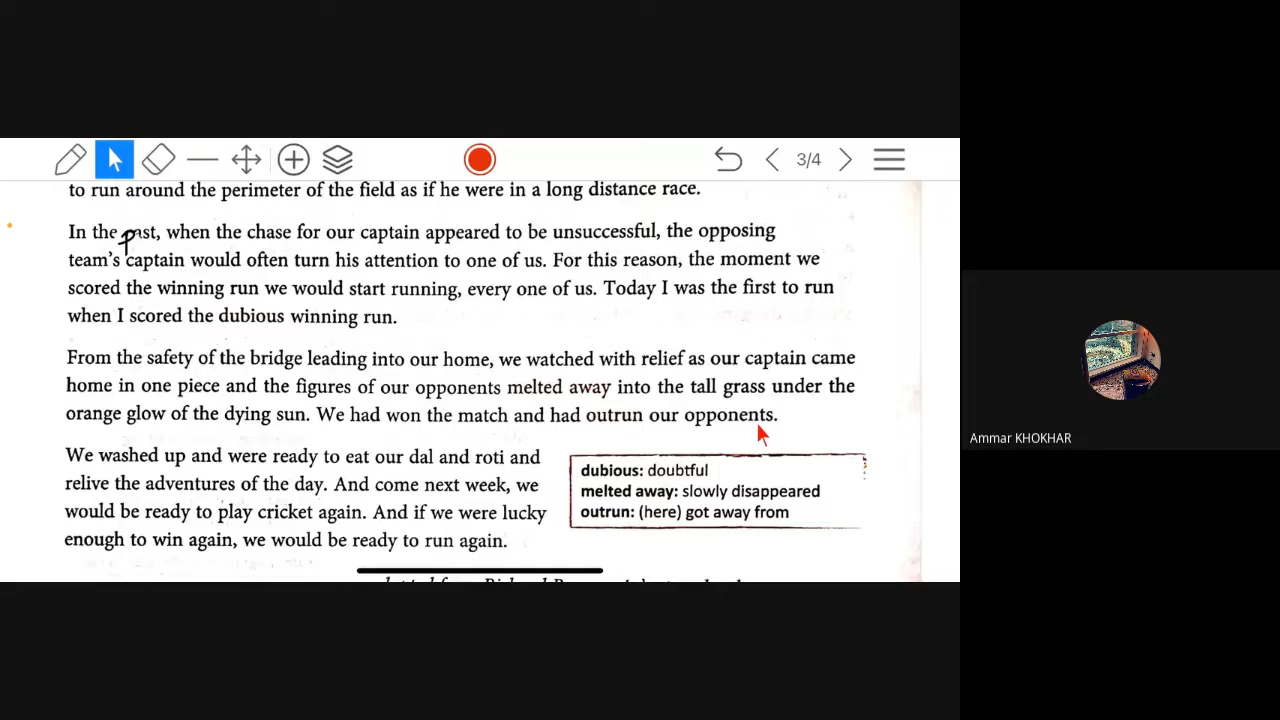 3/4
to run around the perimeter of the field as if he were in a long distance race.
In the past, when the chase for our captain appeared to be unsuccessful, the opposing
team's captain would often turn his attention to one of us. For this reason, the moment we
scored the winning run we would start running, every one of us. Today I was the first to run
when I scored the dubious winning run.
From the safety of the bridge leading into our home, we watched with relief as our captain came
home in one piece and the figures of our opponents melted away into the tall grass under the
orange glow of the dying sun. We had won the match and had outrun our opponents.
We washed up and were ready to eat our dal and roti and
relive the adventures of the day. And come next week, we
would be ready to play cricket again. And if we were lucky
enough to win again, we would be ready to run again.
dubious: doubtful
melted away: slowly disappeared
outrun: (here) got away from
Ammar KHOKHAR